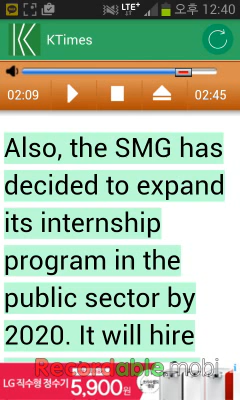 LTE 오후 12:40
KTimes
02:09 02:45
Also, the SMG has
decided to expand
its internship
program in the
public sector by
2020. It will hire
Recordable.mobi
LG 직수형 정수기 5,900원